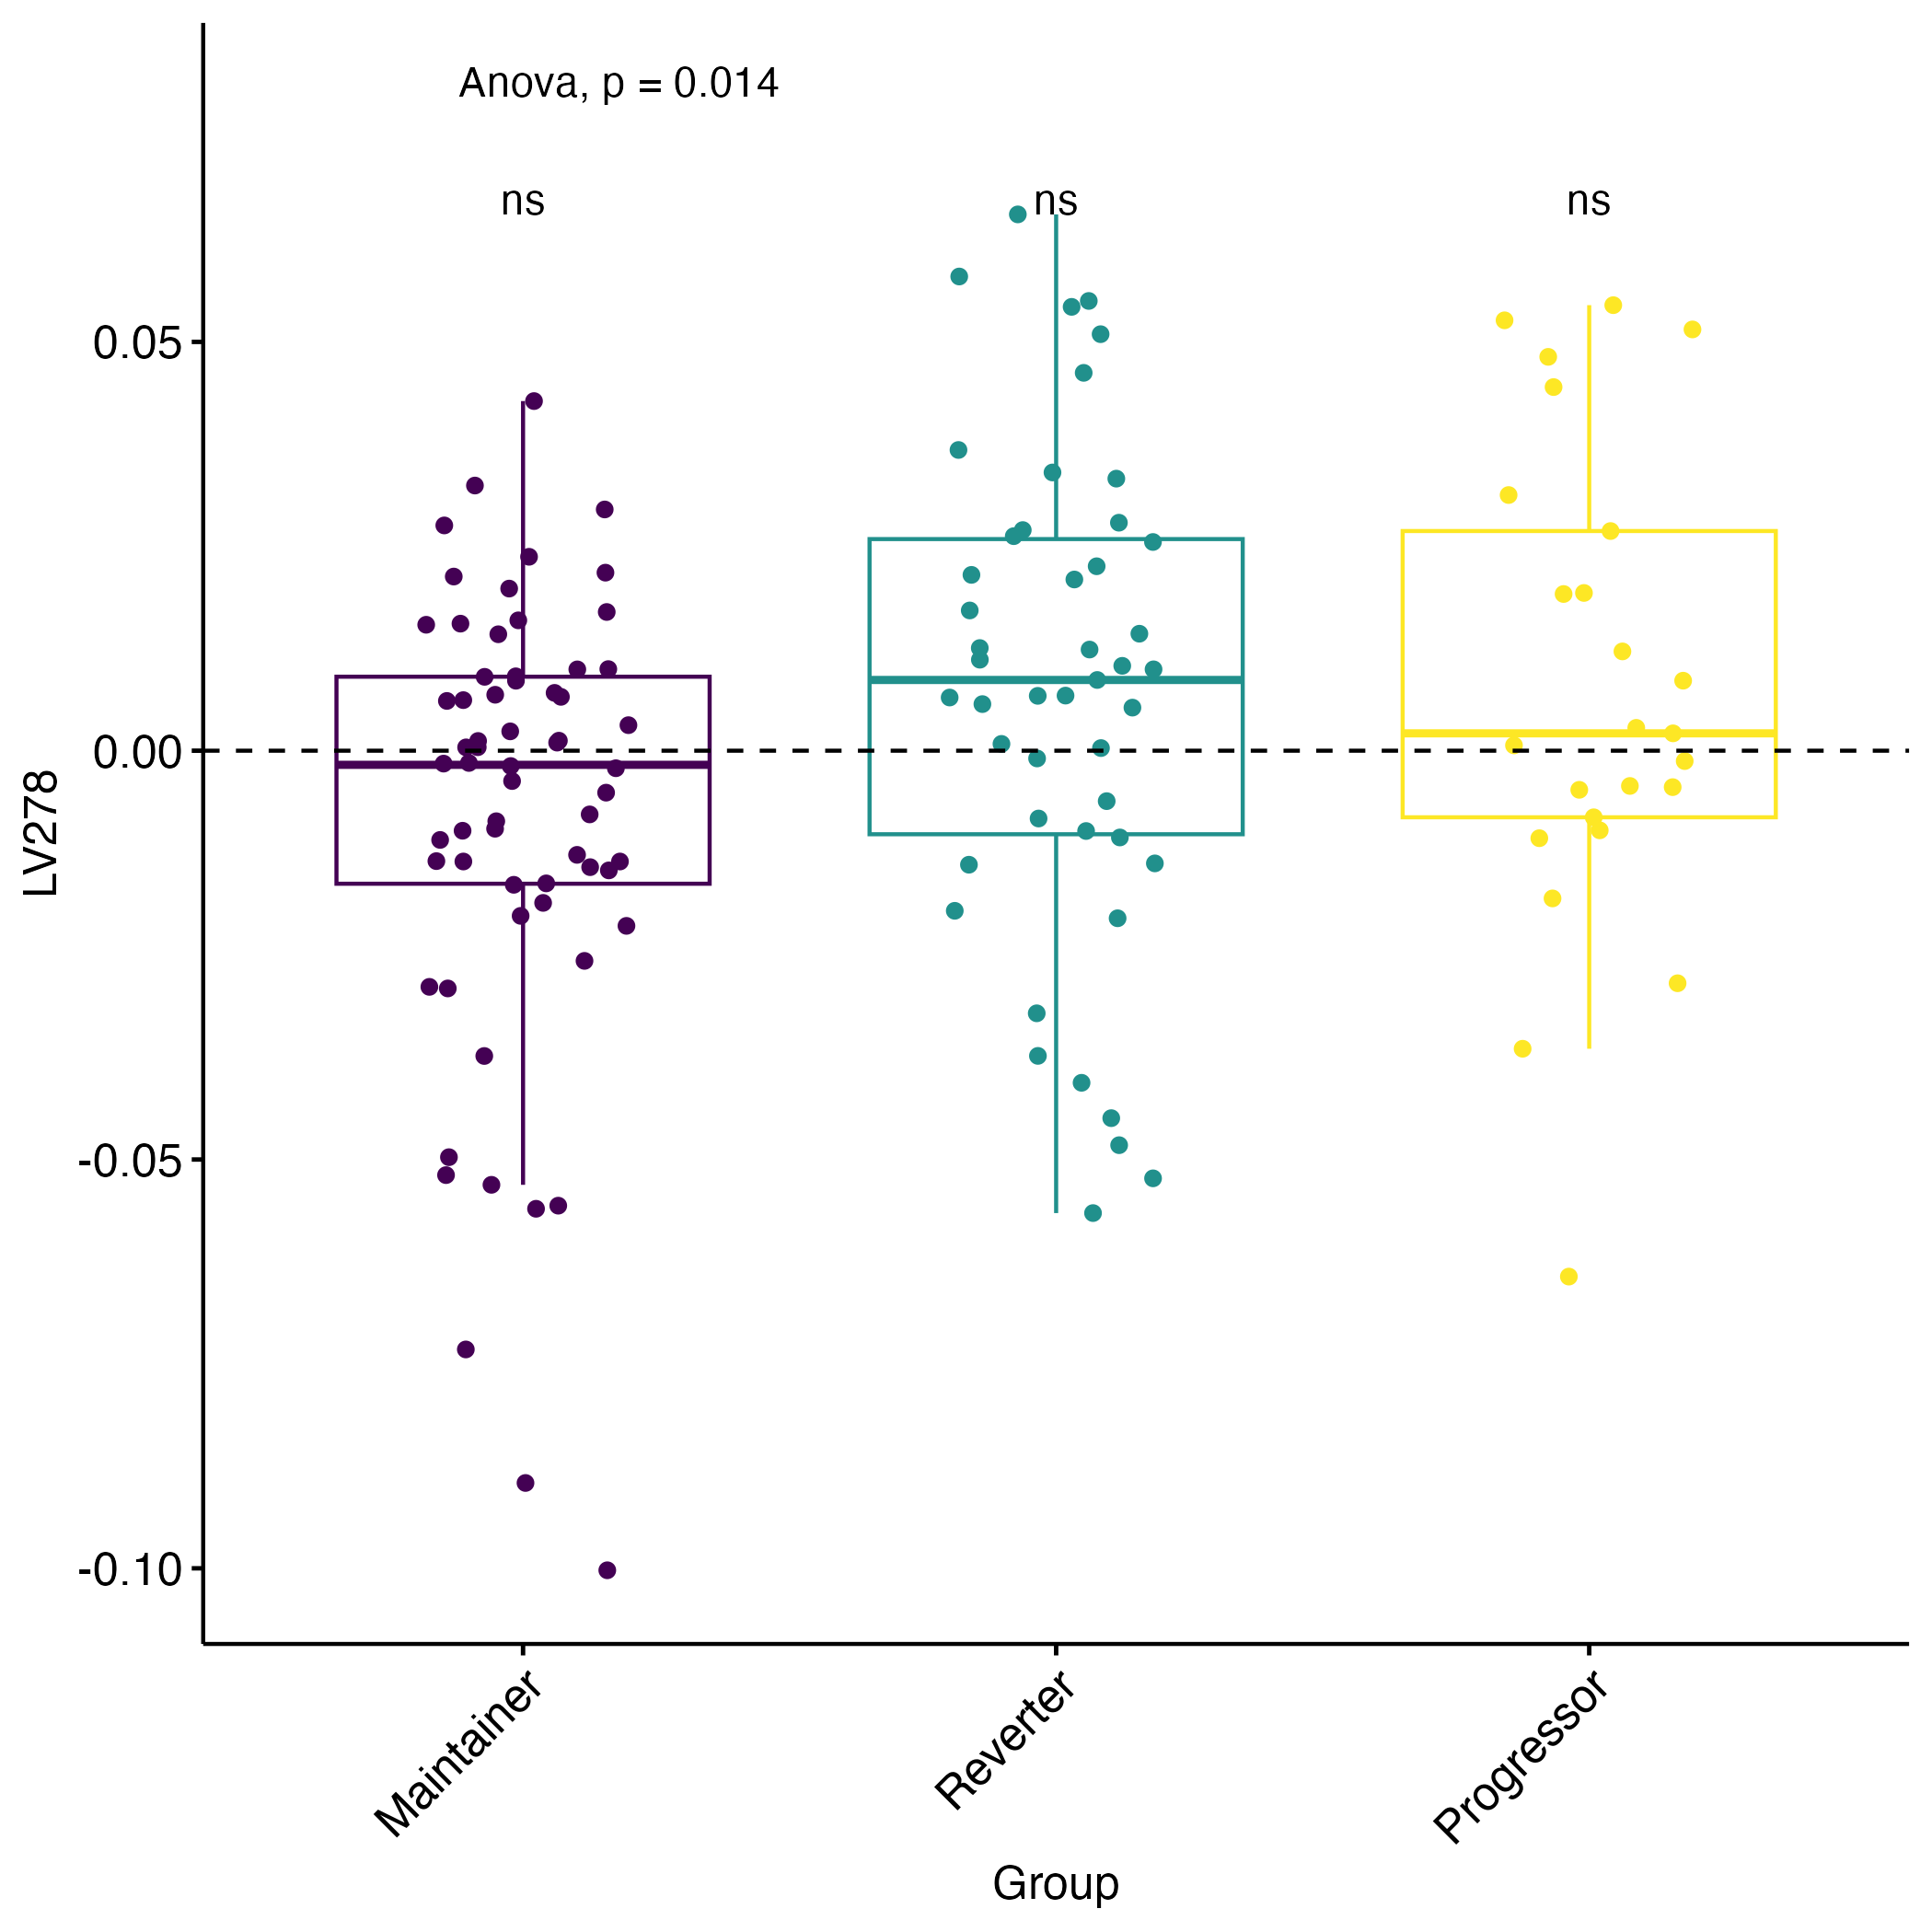 Anova, p = 0.014
ns ns ns
0.05
0.00
-0.05
-0.10
LV278
Maintainer
Reverter
Progressor
Group